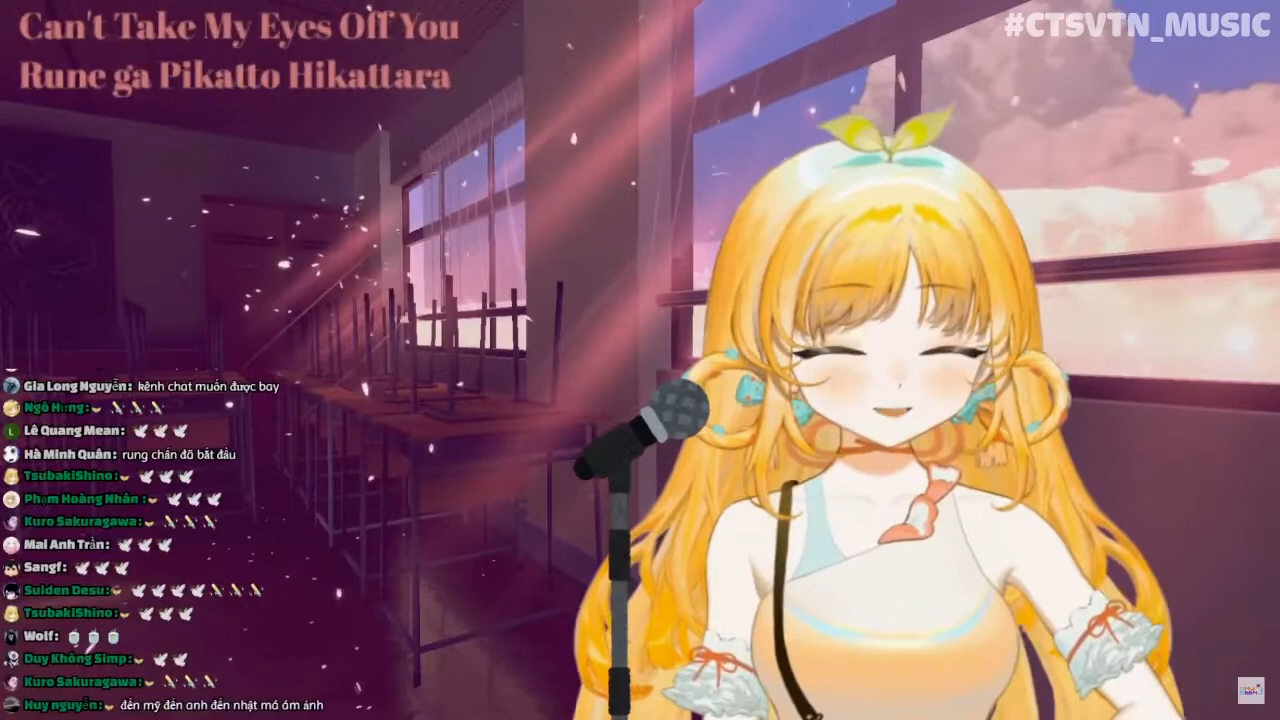 Can't Take My Eyes Off You
Rune ga Pikatto Hikattara
#CTSVTN_MUSIC
Gia Long Nguyễn: kênh chat muốn được bay
Ngô Hưng:
Lê Quang Mean:
Hà Minh Quân: rung chấn đã bắt đầu
TsubakiShino:
Phạm Hoàng Nhân :
Kuro Sakuragawa:
Mai Anh Trần:
Sangf:
Suiden Desu:
TsubakiShino:
Wolf:
Duy Không Simp:
Kuro Sakuragawa:
Huy nguyễn: đến mỹ đến anh đến nhật má ám ảnh